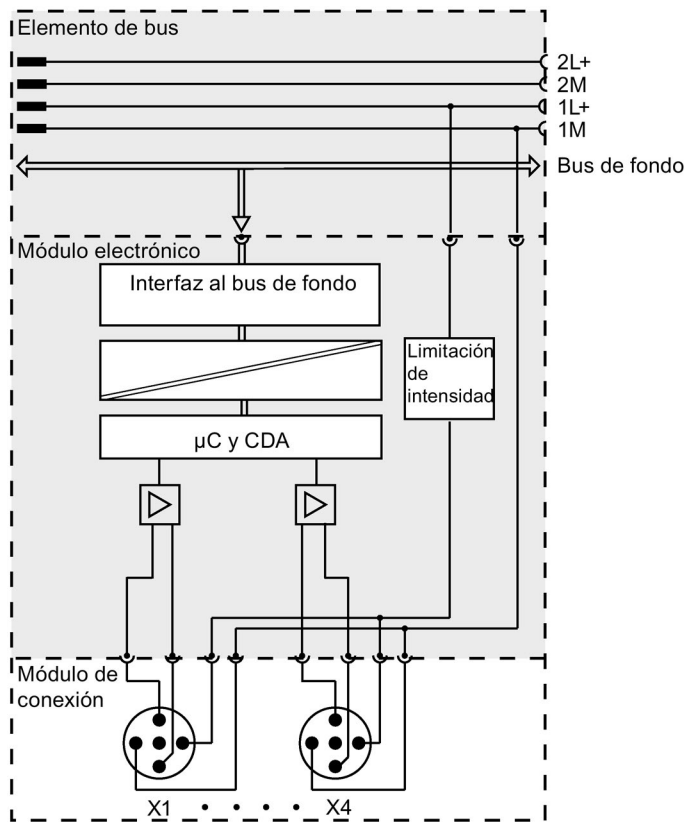 Elemento de bus
2L+
2M
1L+
1M
Bus de fondo
Módulo electrónico
Interfaz al bus de fondo
Limitación
de
intensidad
µC y CDA
Módulo de
conexión
X1 • • • • X4